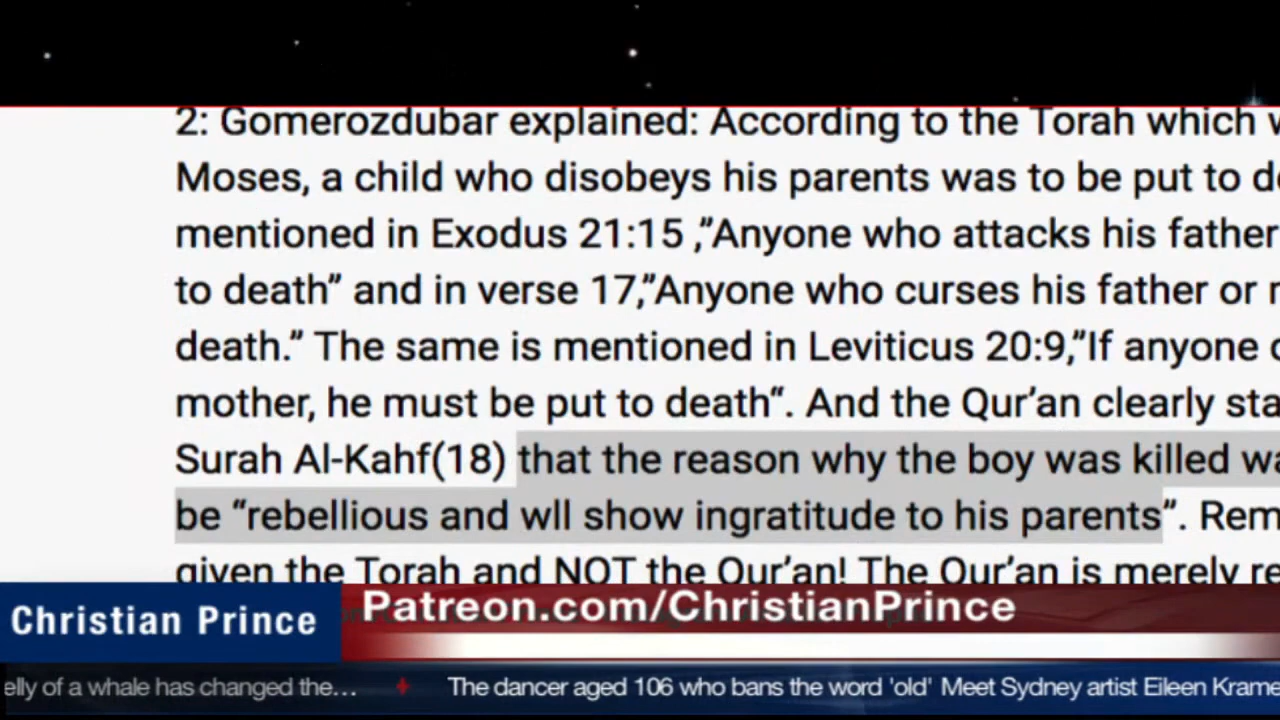 2: Gomerozdubar explained: According to the Torah which
Moses, a child who disobeys his parents was to be put to
mentioned in Exodus 21:15 ,”Anyone who attacks his father
to death” and in verse 17,”Anyone who curses his father or
death.” The same is mentioned in Leviticus 20:9,”If anyone
mother, he must be put to death“. And the Qur’an clearly
Surah Al-Kahf(18) that the reason why the boy was killed
be “rebellious and wll show ingratitude to his parents”.
given the Torah and NOT the Qur’an! The Qur’an is merely
Christian Prince
Patreon.com/ChristianPrince
elly of a whale has changed the... The dancer aged 106 who bans the word 'old' Meet Sydney artist Eileen Krame